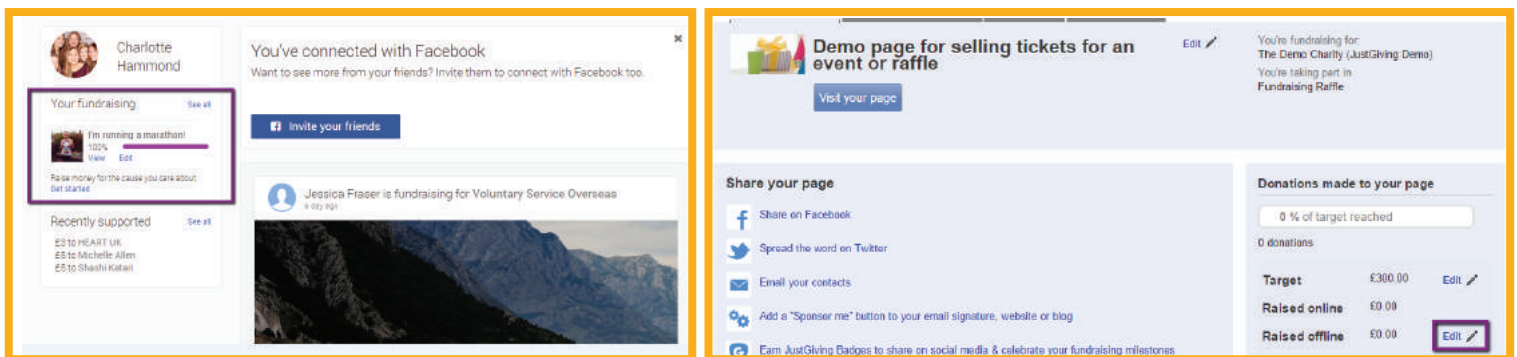 Charlotte
Hammond
Your fundraising See all
I'm running a marathon!
100%
View Edit
Raise money for the cause you care about
Get started
Recently supported See all
£3 to HEART UK
£5 to Michelle Allen
£5 to Shashi Katari
You've connected with Facebook
Want to see more from your friends? Invite them to connect with Facebook too.
Invite your friends
Jessica Fraser is fundraising for Voluntary Service Overseas
a day ago
Demo page for selling tickets for an
event or raffle
Edit
Visit your page
You're fundraising for:
The Demo Charity (JustGiving Demo)
You're taking part in
Fundraising Raffle
Share your page
Share on Facebook
Spread the word on Twitter
Email your contacts
Add a "Sponsor me" button to your email signature, website or blog
Earn JustGiving Badges to share on social media & celebrate your fundraising milestones
Donations made to your page
0 % of target reached
0 donations
Target £300.00 Edit
Raised online £0.00
Raised offline £0.00 Edit